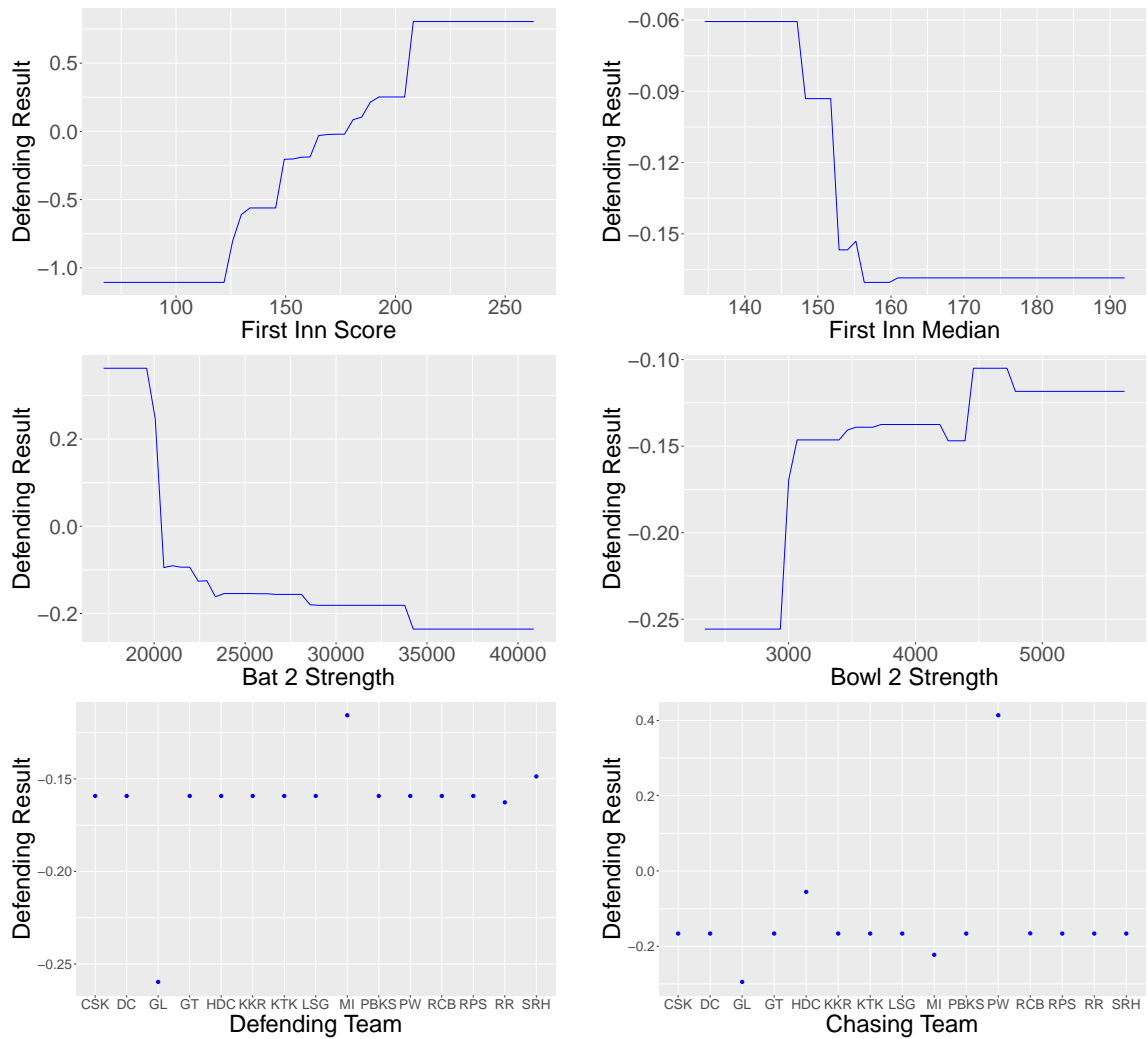 Defending Result
0.5
0.0
−0.5
−1.0
100 150 200 250
First Inn Score
Defending Result
−0.06
−0.09
−0.12
−0.15
140 150 160 170 180 190
First Inn Median
Defending Result
0.2
0.0
−0.2
20000 25000 30000 35000 40000
Bat 2 Strength
Defending Result
−0.10
−0.15
−0.20
−0.25
3000 4000 5000
Bowl 2 Strength
Defending Result
−0.15
−0.20
−0.25
CSK DC GL GT HDC KKR KTK LSG MI PBKS PW RCB RPS RR SRH
Defending Team
Defending Result
0.4
0.2
0.0
−0.2
CSK DC GL GT HDC KKR KTK LSG MI PBKS PW RCB RPS RR SRH
Chasing Team